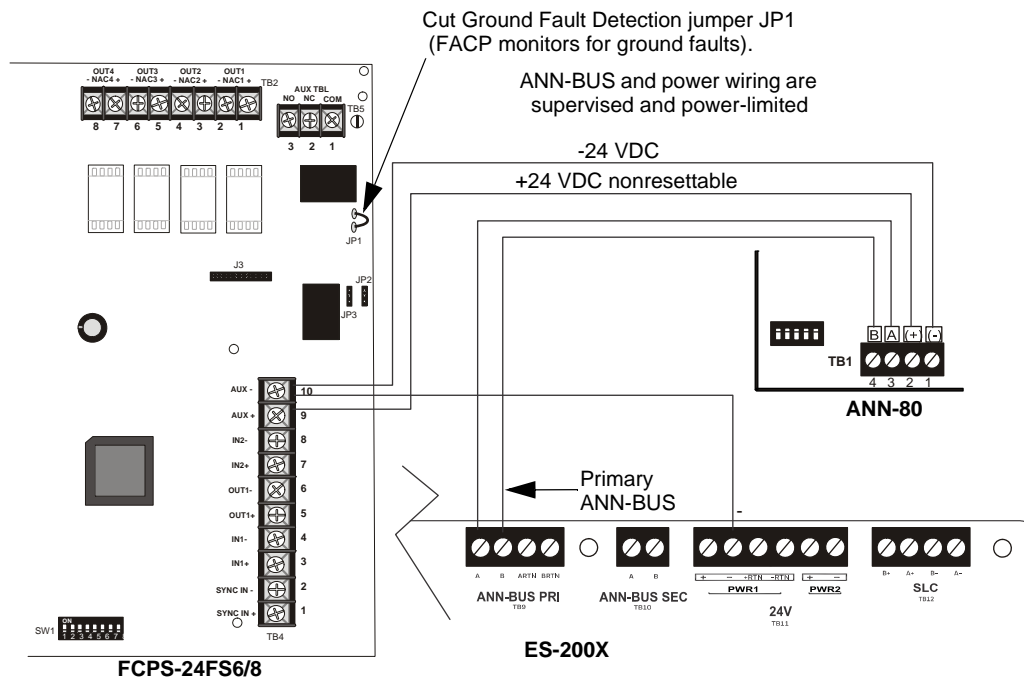 Cut Ground Fault Detection jumper JP1
(FACP monitors for ground faults).
ANN-BUS and power wiring are
supervised and power-limited
OUT4 OUT3 OUT2 OUT1
- NAC4 + - NAC3 + - NAC2 + - NAC1 +
TB2
8 7 6 5 4 3 2 1
AUX TBL
NO NC COM
TB5
3 2 1
-24 VDC
+24 VDC nonresettable
JP1
J3
JP2
JP3
B A (+) (-)
TB1
4 3 2 1
ANN-80
AUX - 10
AUX + 9
IN2- 8
IN2+ 7
OUT1- 6
OUT1+ 5
IN1- 4
IN1+ 3
SYNC IN - 2
SYNC IN + 1
TB4
SW1
ON
1 2 3 4 5 6 7
FCPS-24FS6/8
Primary
ANN-BUS
-
A B ARTN BRTN
ANN-BUS PRI
TB9
A B
ANN-BUS SEC
TB10
+ - +RTN -RTN + -
PWR1 PWR2
24V
TB11
B+ A+ B- A-
SLC
TB12
ES-200X